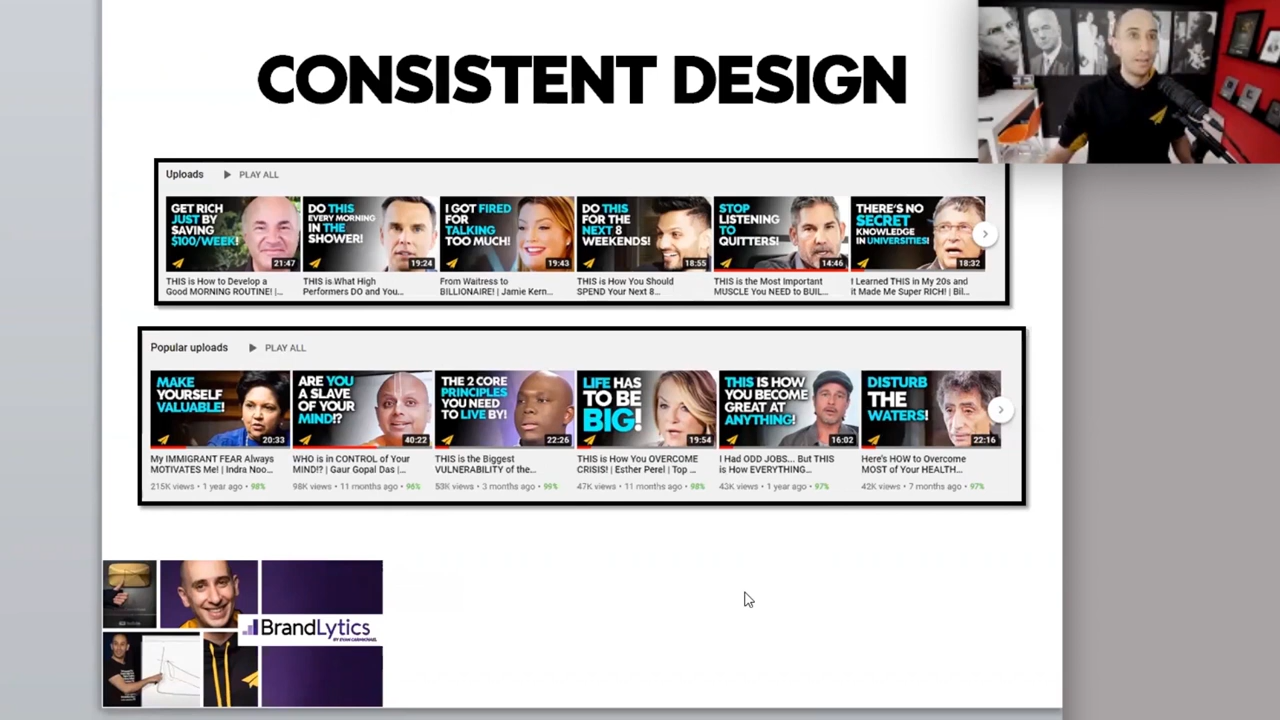 CONSISTENT DESIGN
Uploads PLAY ALL
GET RICH
JUST BY
SAVING
$100/WEEK!
21:47
THIS is How to Develop a
Good MORNING ROUTINE! |...
DO THIS
EVERY MORNING
IN THE
SHOWER!
19:24
THIS is What High
Performers DO and You...
I GOT FIRED
FOR
TALKING
TOO MUCH!
19:43
From Waitress to
BILLIONAIRE! | Jamie Kern...
DO THIS
FOR THE
NEXT 8
WEEKENDS!
18:55
THIS is How You Should
SPEND Your Next 8...
STOP
LISTENING
TO
QUITTERS!
14:46
THIS is the Most Important
MUSCLE You NEED to BUIL...
THERE'S NO
SECRET
KNOWLEDGE
IN UNIVERSITIES!
18:32
I Learned THIS in My 20s and
it Made Me Super RICH! | Bil...
Popular uploads PLAY ALL
MAKE
YOURSELF
VALUABLE!
20:33
My IMMIGRANT FEAR Always
MOTIVATES Me! | Indra Noo...
215K views • 1 year ago • 98%
ARE YOU
A SLAVE
OF YOUR
MIND!?
40:22
WHO is in CONTROL of Your
MIND!? | Gaur Gopal Das |...
98K views • 11 months ago • 96%
THE 2 CORE
PRINCIPLES
YOU NEED
TO LIVE BY!
22:26
THIS is the Biggest
VULNERABILITY of the...
53K views • 3 months ago • 99%
LIFE HAS
TO BE
BIG!
19:54
THIS is How You OVERCOME
CRISIS! | Esther Perel | Top ...
47K views • 11 months ago • 98%
THIS IS HOW
YOU BECOME
GREAT AT
ANYTHING!
16:02
I Had ODD JOBS... But THIS
is How EVERYTHING...
43K views • 1 year ago • 97%
DISTURB
THE
WATERS!
22:16
Here's HOW to Overcome
MOST of Your HEALTH...
42K views • 7 months ago • 97%
BrandLytics
BY EVAN CARMICHAEL